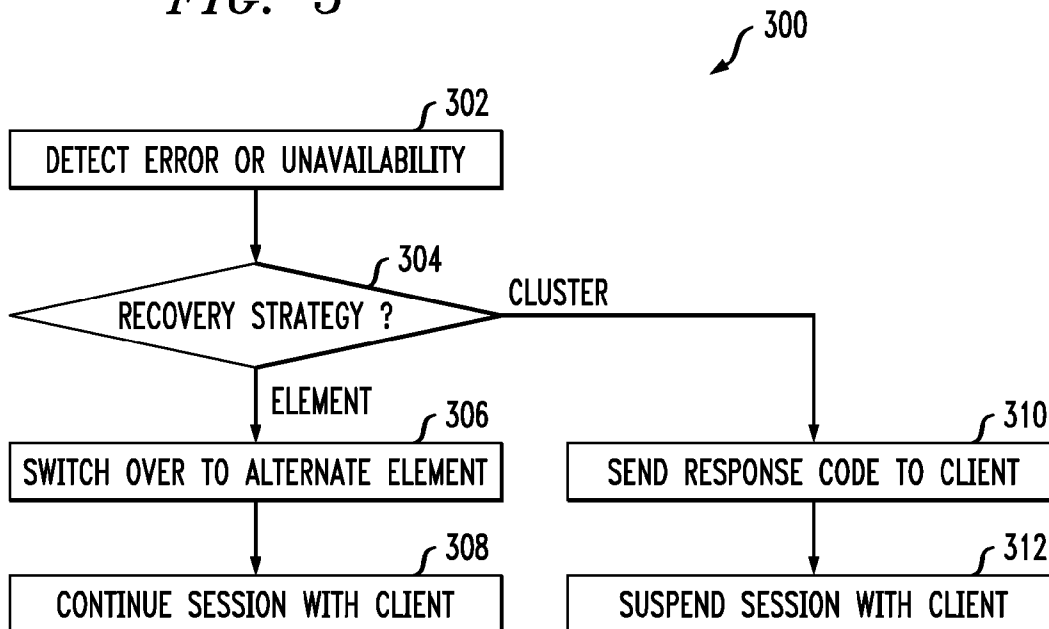 FIG. 3
300
302
DETECT ERROR OR UNAVAILABILITY
304
RECOVERY STRATEGY ?
CLUSTER
ELEMENT
306
SWITCH OVER TO ALTERNATE ELEMENT
310
SEND RESPONSE CODE TO CLIENT
308
CONTINUE SESSION WITH CLIENT
312
SUSPEND SESSION WITH CLIENT